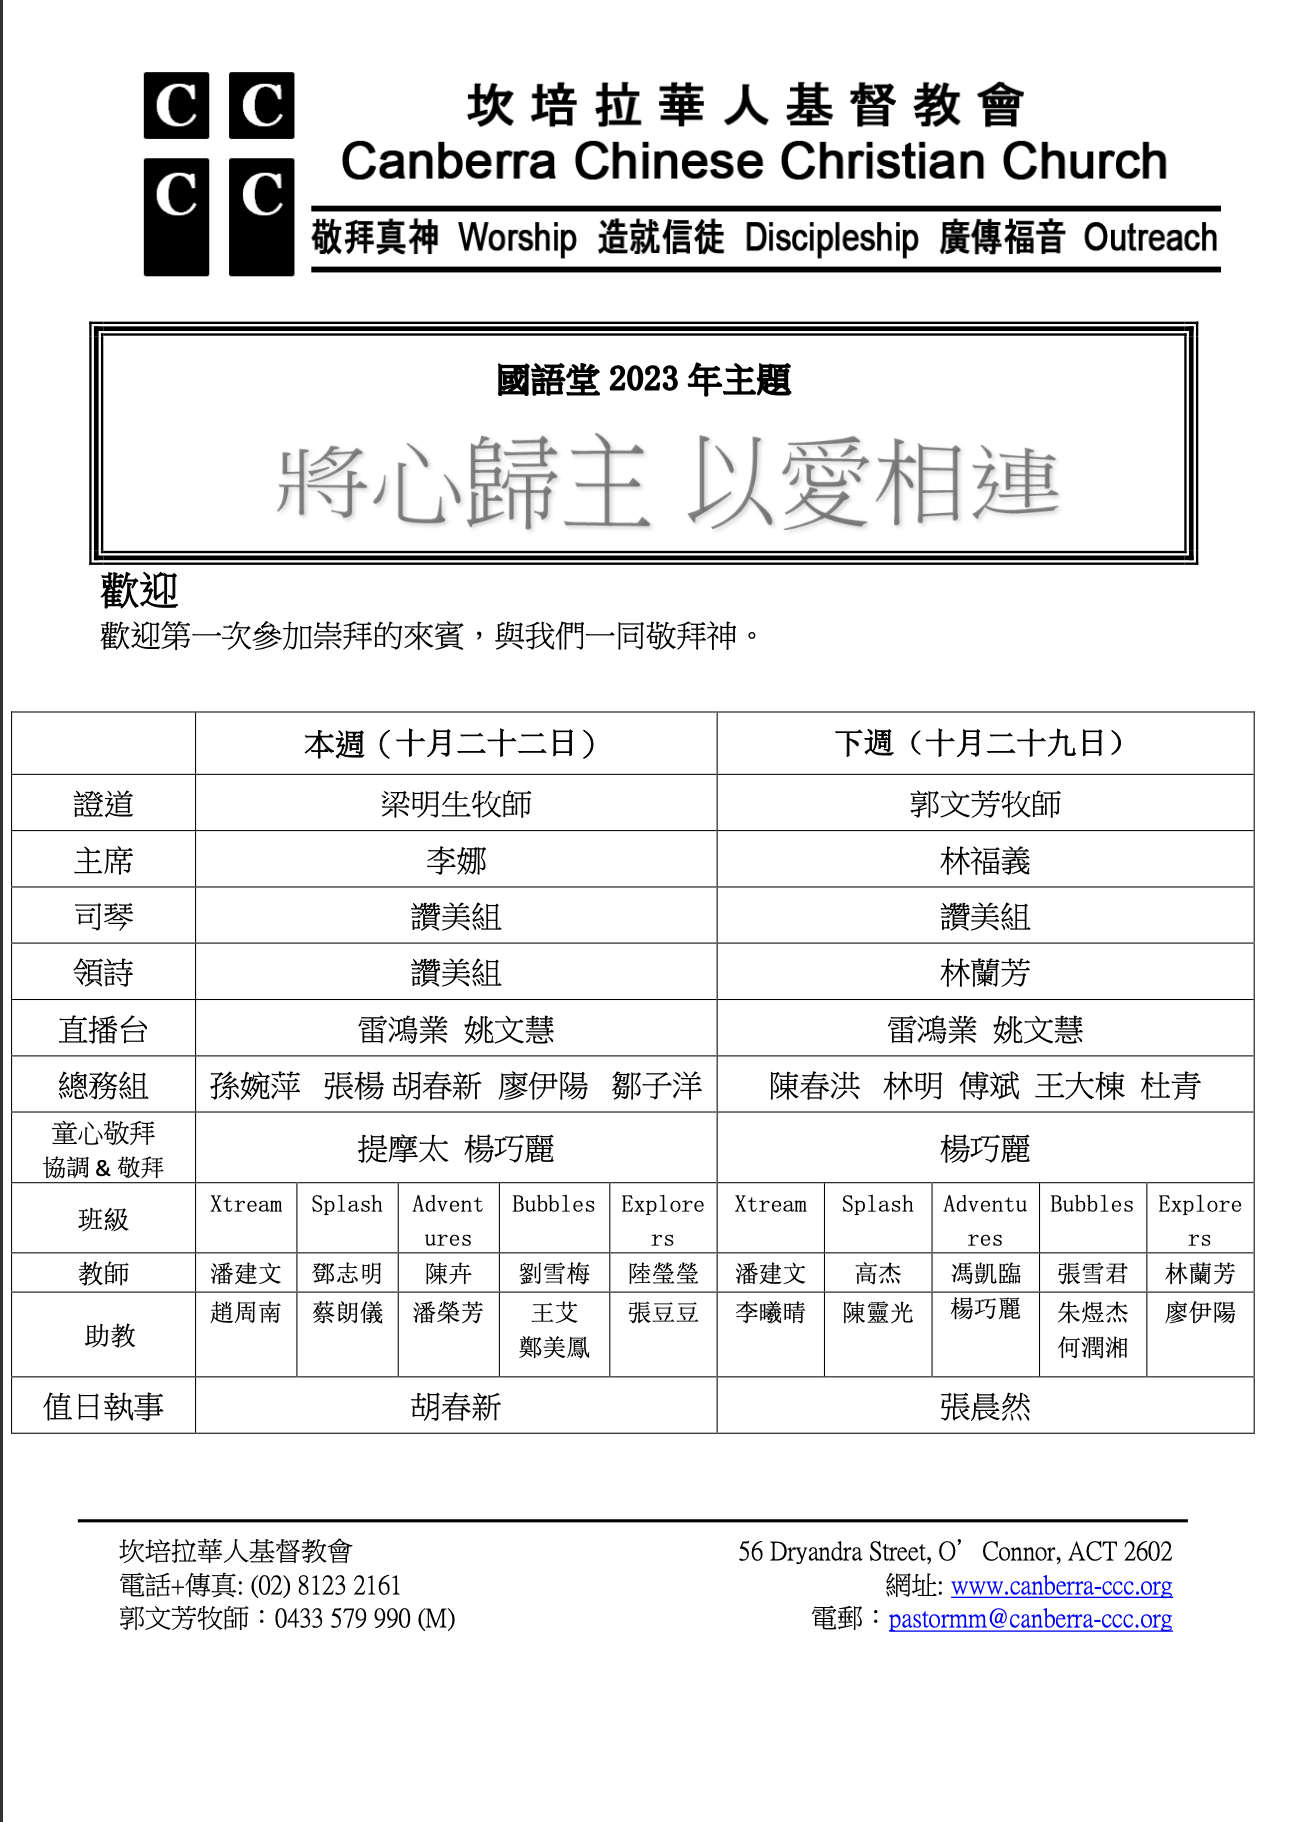 C C
C C
坎培拉華人基督教會
Canberra Chinese Christian Church
敬拜真神 Worship 造就信徒 Discipleship 廣傳福音 Outreach
國語堂 2023 年主題
將心歸主 以愛相連
歡迎
歡迎第一次參加崇拜的來賓，與我們一同敬拜神。
本週（十月二十二日） 下週（十月二十九日）
證道 梁明生牧師 郭文芳牧師
主席 李娜 林福義
司琴 讚美組 讚美組
領詩 讚美組 林蘭芳
直播台 雷鴻業 姚文慧 雷鴻業 姚文慧
總務組 孫婉萍 張楊 胡春新 廖伊陽 鄒子洋 陳春洪 林明 傅斌 王大棟 杜青
童心敬拜
協調 & 敬拜 提摩太 楊巧麗 楊巧麗
班級 Xtream Splash Advent Bubbles Explore Xtream Splash Adventu Bubbles Explore
ures rs res rs
教師 潘建文 鄧志明 陳卉 劉雪梅 陸瑩瑩 潘建文 高杰 馮凱臨 張雪君 林蘭芳
助教 趙周南 蔡朗儀 潘榮芳 王艾 張豆豆 李曦晴 陳靈光 楊巧麗 朱煜杰 廖伊陽
鄭美鳳 何潤湘
值日執事 胡春新 張晨然
坎培拉華人基督教會 56 Dryandra Street, O’ Connor, ACT 2602
電話+傳真: (02) 8123 2161 網址: www.canberra-ccc.org
郭文芳牧師：0433 579 990 (M) 電郵：pastormm@canberra-ccc.org